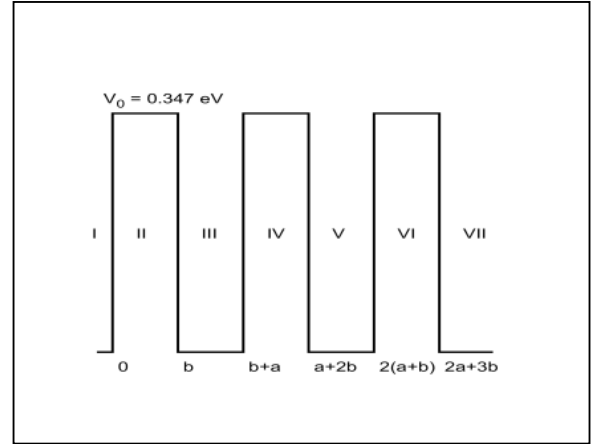 V₀ = 0.347 eV
I II III IV V VI VII
0 b b+a a+2b 2(a+b) 2a+3b